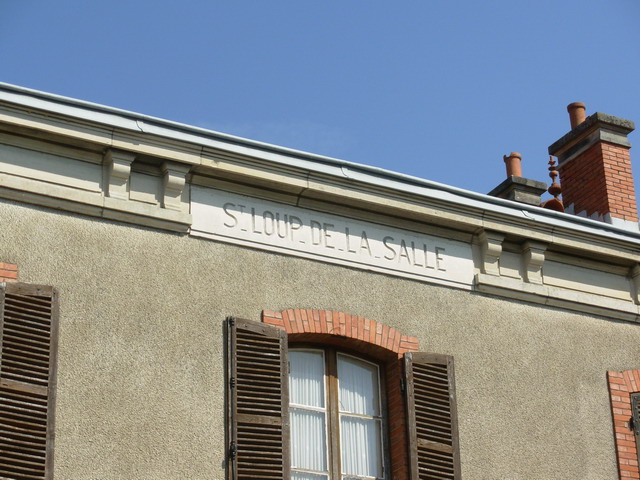 ST. LOUP. DE. LA. SALLE